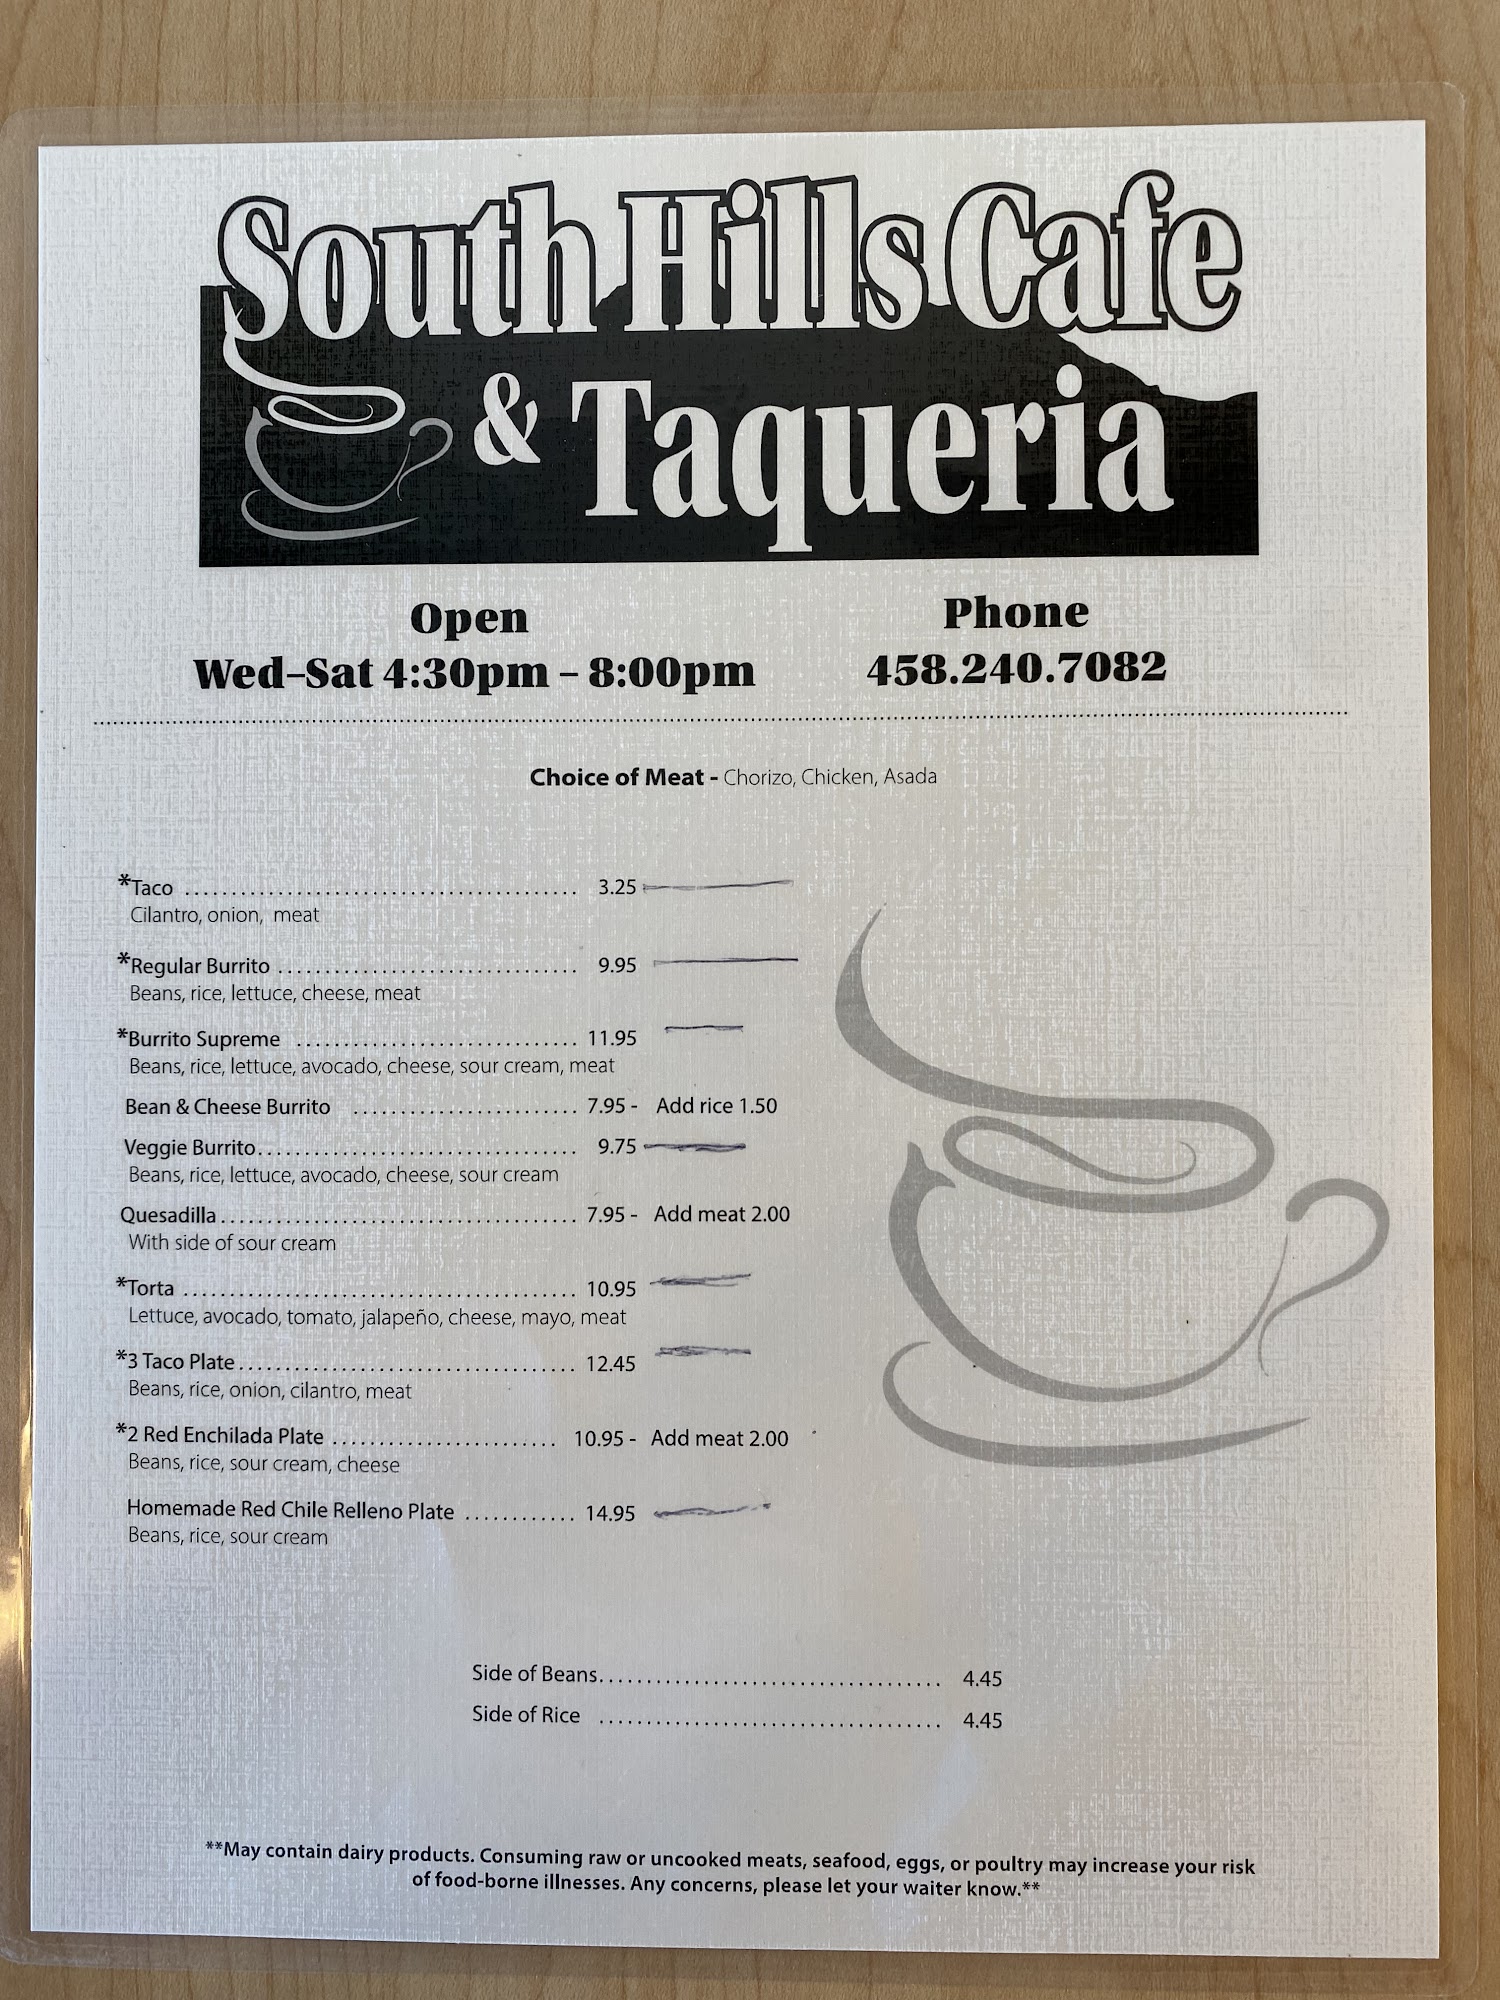 South Hills Cafe
& Taqueria
Open
Wed–Sat 4:30pm – 8:00pm
Phone
458.240.7082
Choice of Meat - Chorizo, Chicken, Asada
*Taco ........................................ 3.25
Cilantro, onion, meat
*Regular Burrito ................................ 9.95
Beans, rice, lettuce, cheese, meat
*Burrito Supreme .............................. 11.95
Beans, rice, lettuce, avocado, cheese, sour cream, meat
Bean & Cheese Burrito ........................ 7.95 - Add rice 1.50
Veggie Burrito.................................. 9.75
Beans, rice, lettuce, avocado, cheese, sour cream
Quesadilla...................................... 7.95 - Add meat 2.00
With side of sour cream
*Torta .......................................... 10.95
Lettuce, avocado, tomato, jalapeño, cheese, mayo, meat
*3 Taco Plate.................................... 12.45
Beans, rice, onion, cilantro, meat
*2 Red Enchilada Plate ........................ 10.95 - Add meat 2.00
Beans, rice, sour cream, cheese
Homemade Red Chile Relleno Plate ............ 14.95
Beans, rice, sour cream
Side of Beans..................................... 4.45
Side of Rice ..................................... 4.45
**May contain dairy products. Consuming raw or uncooked meats, seafood, eggs, or poultry may increase your risk
of food-borne illnesses. Any concerns, please let your waiter know.**